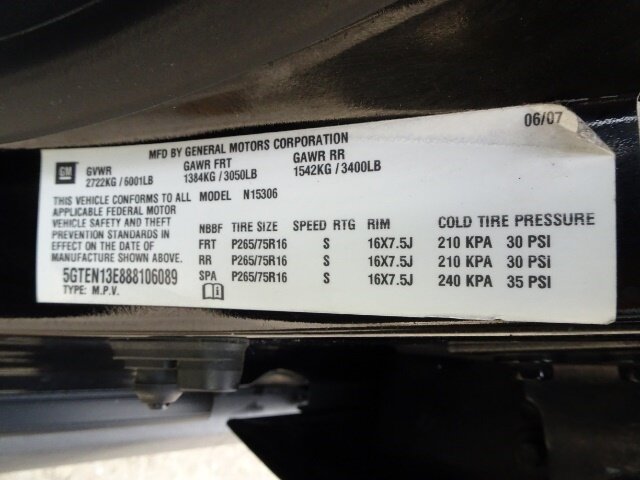 06/07
MFD BY GENERAL MOTORS CORPORATION
GM
GVWR GAWR FRT GAWR RR
2722KG / 6001LB 1384KG / 3050LB 1542KG / 3400LB
THIS VEHICLE CONFORMS TO ALL MODEL N15306
APPLICABLE FEDERAL MOTOR
VEHICLE SAFETY AND THEFT
PREVENTION STANDARDS IN
EFFECT ON THE DATE OF
MANUFACTURE SHOWN ABOVE.
5GTEN13E888106089
TYPE: M.P.V.
NBBF TIRE SIZE SPEED RTG RIM COLD TIRE PRESSURE
FRT P265/75R16 S 16X7.5J 210 KPA 30 PSI
RR P265/75R16 S 16X7.5J 210 KPA 30 PSI
SPA P265/75R16 S 16X7.5J 240 KPA 35 PSI